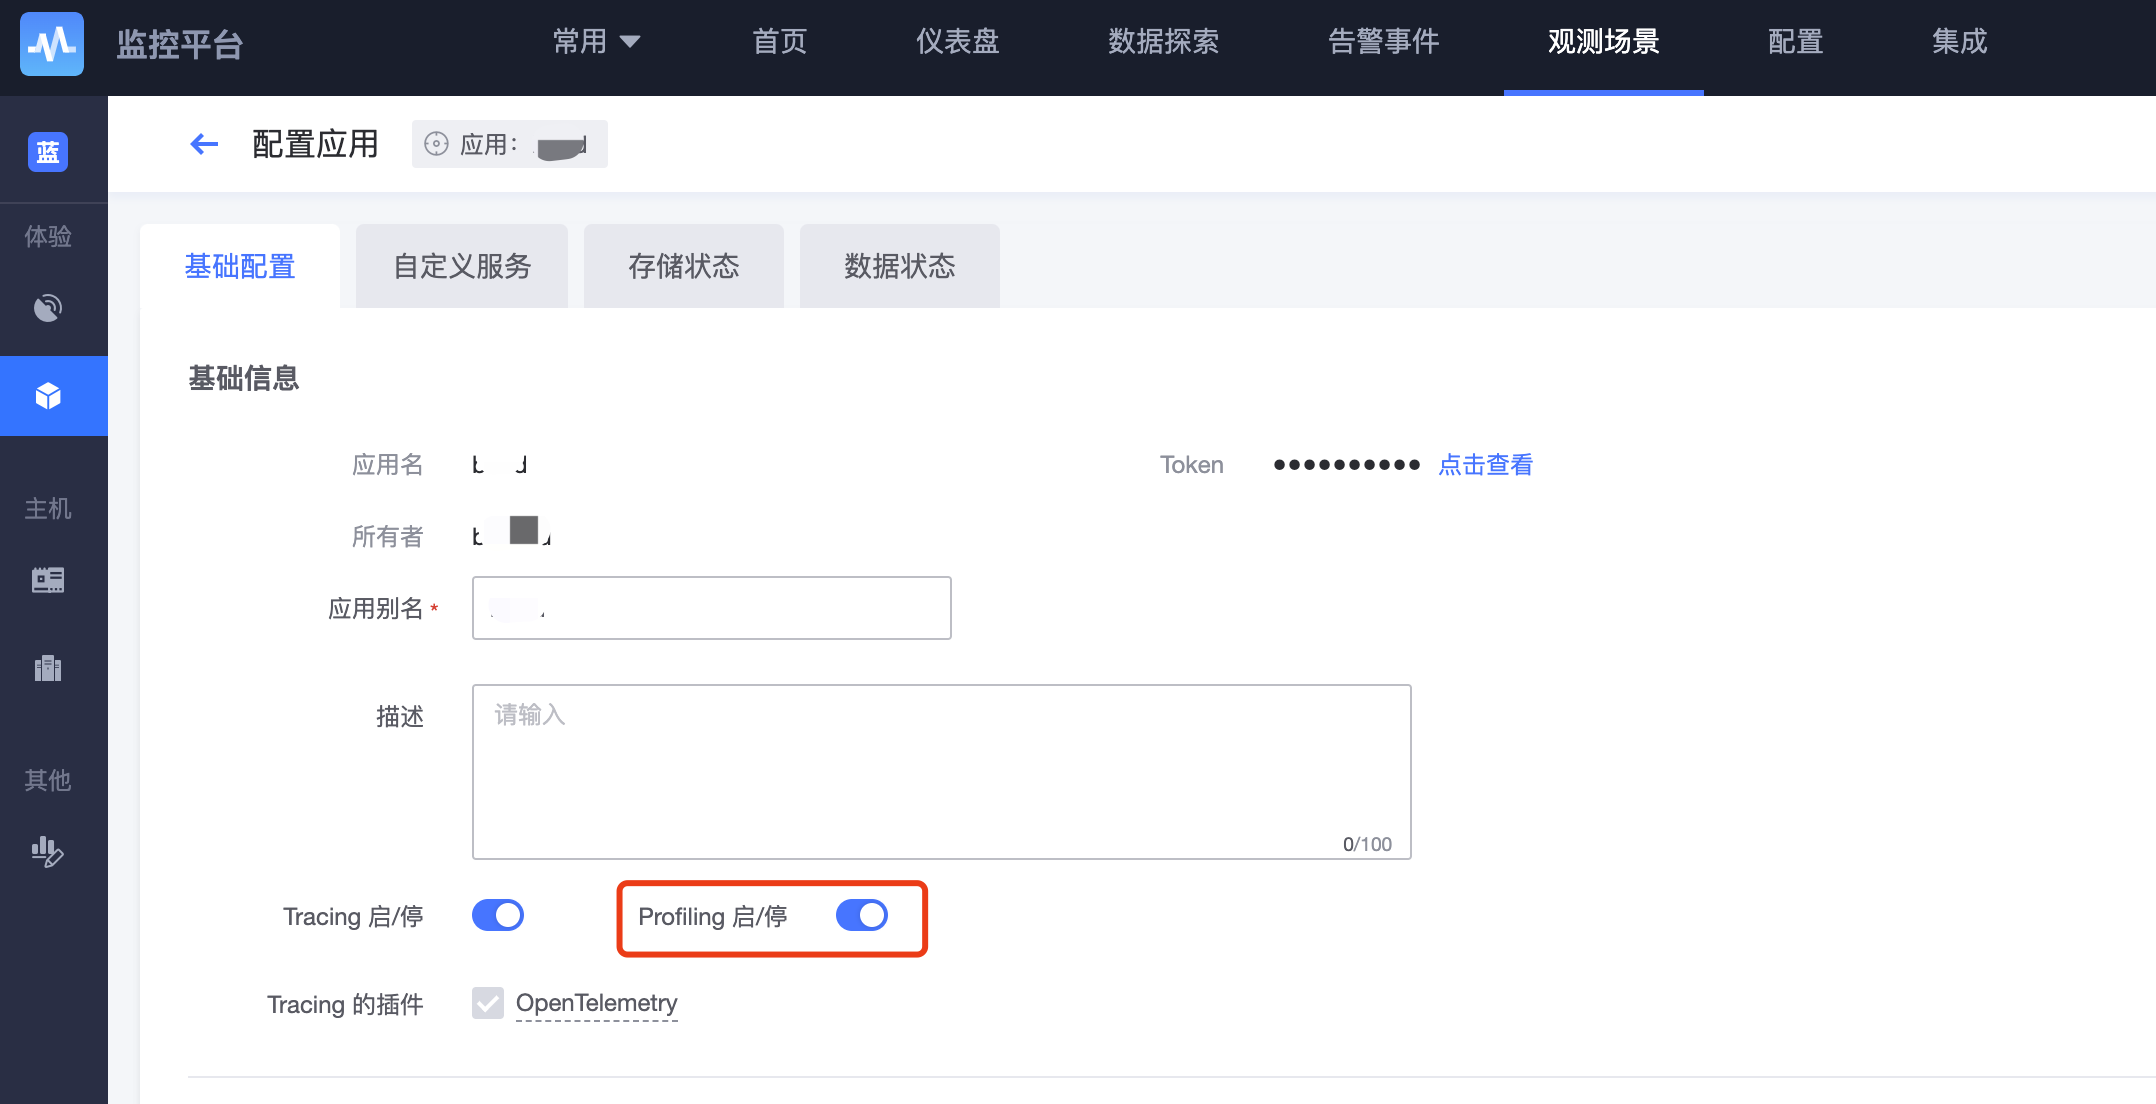 监控平台
常用 首页 仪表盘 数据探索 告警事件 观测场景 配置 集成
蓝
配置应用 应用：
体验
基础配置 自定义服务 存储状态 数据状态
基础信息
应用名 Token ●●●●●●●●●● 点击查看
主机
所有者
应用别名 *
描述 请输入
其他
0/100
Tracing 启/停 Profiling 启/停
Tracing 的插件 OpenTelemetry